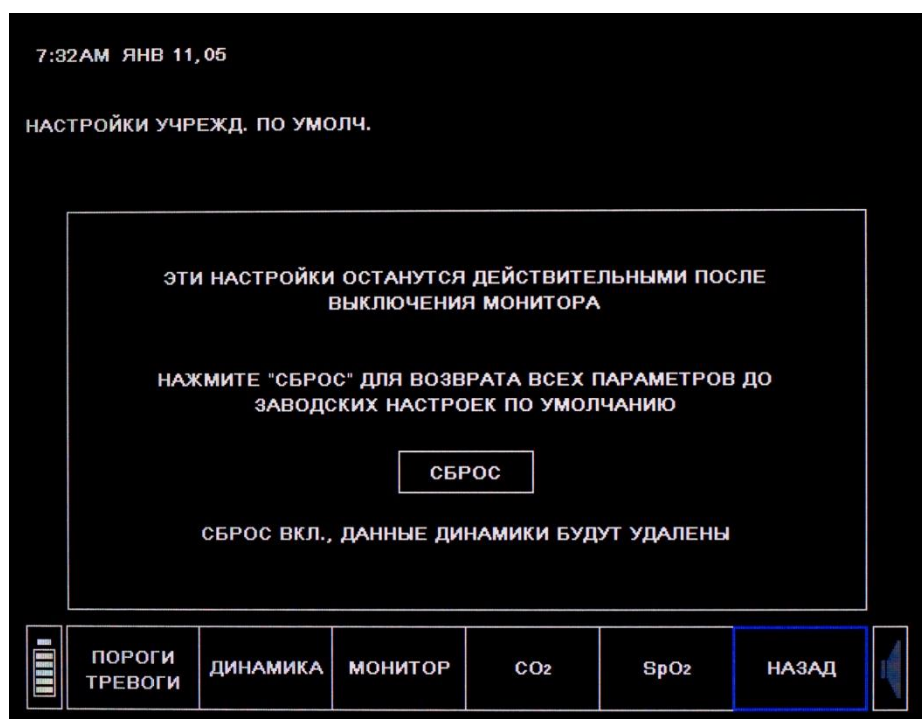 7:32AM ЯНВ 11,05
НАСТРОЙКИ УЧРЕЖД. ПО УМОЛЧ.
ЭТИ НАСТРОЙКИ ОСТАНУТСЯ ДЕЙСТВИТЕЛЬНЫМИ ПОСЛЕ
ВЫКЛЮЧЕНИЯ МОНИТОРА
НАЖМИТЕ "СБРОС" ДЛЯ ВОЗВРАТА ВСЕХ ПАРАМЕТРОВ ДО
ЗАВОДСКИХ НАСТРОЕК ПО УМОЛЧАНИЮ
СБРОС
СБРОС ВКЛ., ДАННЫЕ ДИНАМИКИ БУДУТ УДАЛЕНЫ
ПОРОГИ
ТРЕВОГИ
ДИНАМИКА
МОНИТОР
CO₂
SpO₂
НАЗАД